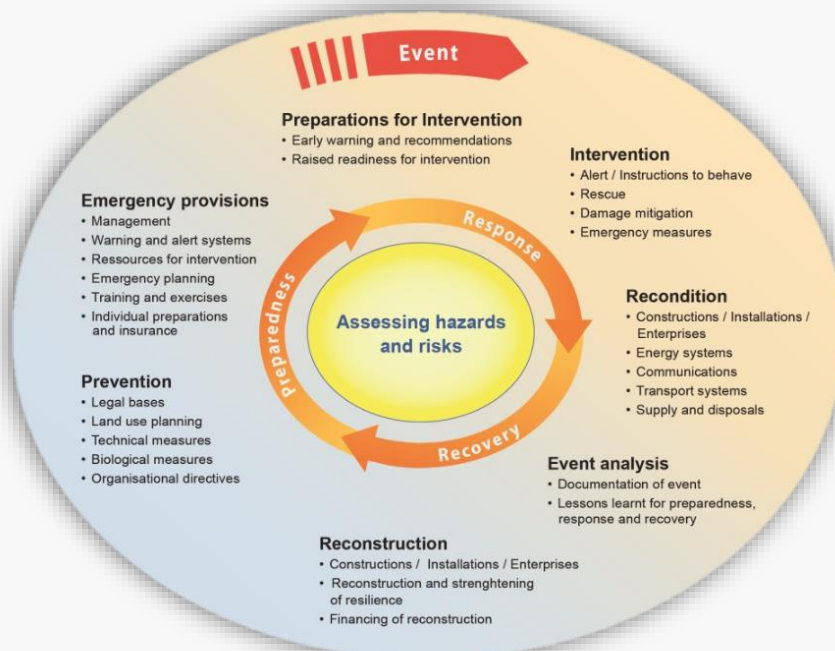 Event
Preparations for Intervention
• Early warning and recommendations
• Raised readiness for intervention
Intervention
• Alert / Instructions to behave
• Rescue
• Damage mitigation
• Emergency measures
Emergency provisions
• Management
• Warning and alert systems
• Ressources for intervention
• Emergency planning
• Training and exercises
• Individual preparations
and insurance
Response
Preparedness
Assessing hazards
and risks
Recovery
Recondition
• Constructions / Installations /
Enterprises
• Energy systems
• Communications
• Transport systems
• Supply and disposals
Prevention
• Legal bases
• Land use planning
• Technical measures
• Biological measures
• Organisational directives
Event analysis
• Documentation of event
• Lessons learnt for preparedness,
response and recovery
Reconstruction
• Constructions / Installations / Enterprises
• Reconstruction and strenghtening
of resilience
• Financing of reconstruction